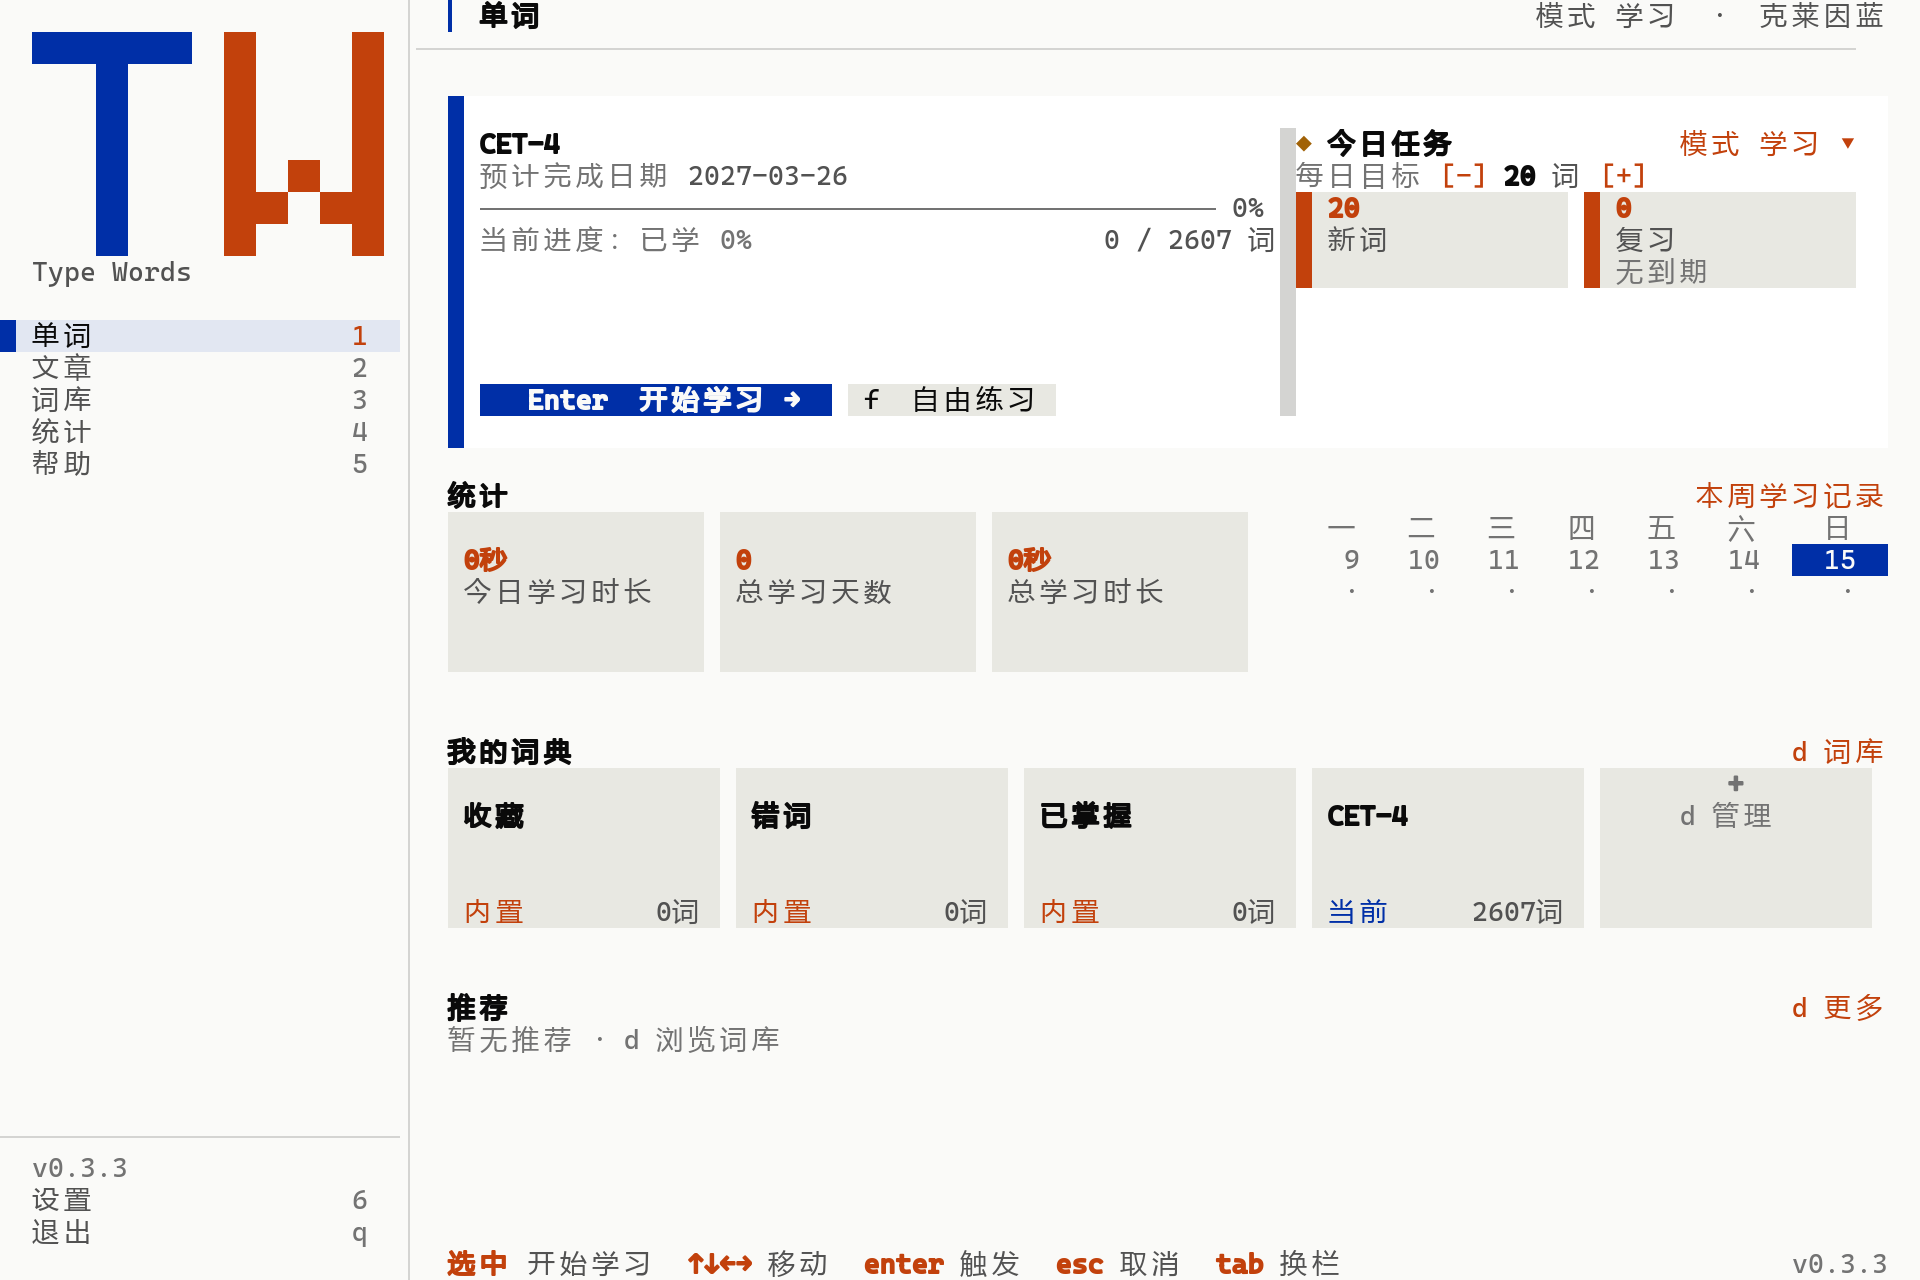 TW
Type Words
单词 1
文章 2
词库 3
统计 4
帮助 5
v0.3.3
设置 6
退出 q
单词
模式 学习 · 克莱因蓝
CET-4
预计完成日期 2027-03-26
0%
当前进度: 已学 0% 0 / 2607 词
Enter 开始学习 →
f 自由练习
◆ 今日任务 模式 学习 ▼
每日目标 [-] 20 词 [+]
20
新词
0
复习
无到期
统计
0秒
今日学习时长
0
总学习天数
0秒
总学习时长
本周学习记录
一 二 三 四 五 六 日
9 10 11 12 13 14 15
· · · · · · ·
我的词典 d 词库
收藏
内置 0词
错词
内置 0词
已掌握
内置 0词
CET-4
当前 2607词
+
d 管理
推荐 d 更多
暂无推荐 · d 浏览词库
选中 开始学习 ↑↓←→ 移动 enter 触发 esc 取消 tab 换栏 v0.3.3